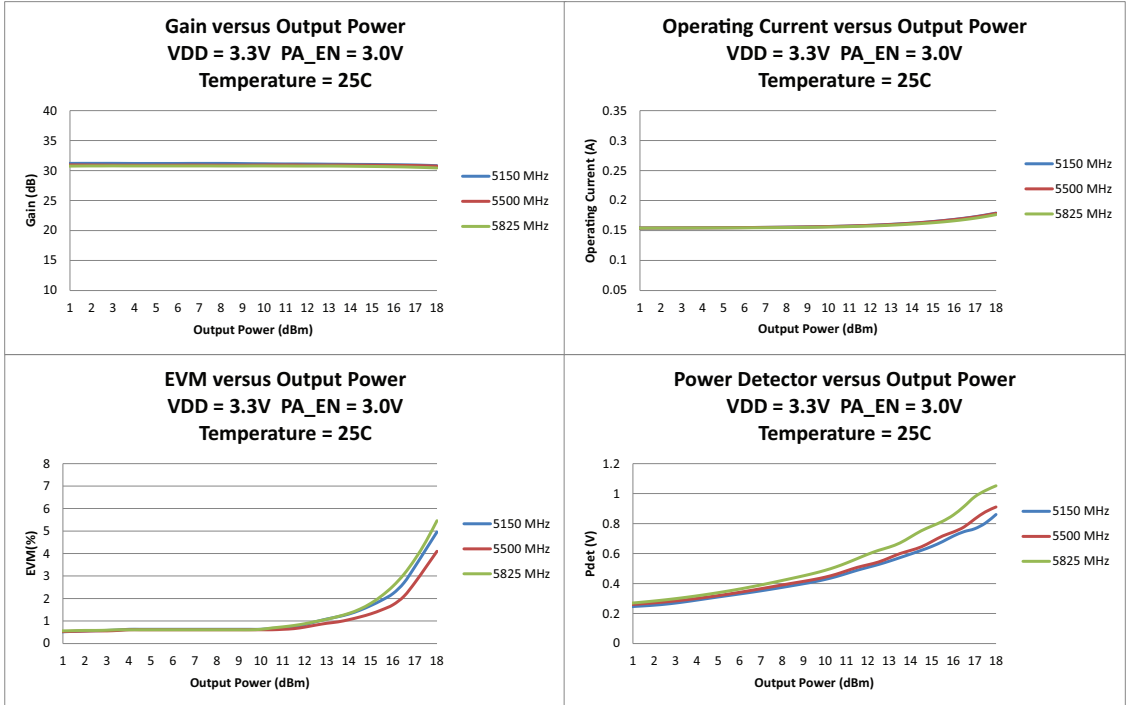 Gain versus Output Power
VDD = 3.3V PA_EN = 3.0V
Temperature = 25C
40
35
30
25
20
15
10
Gain (dB)
1 2 3 4 5 6 7 8 9 10 11 12 13 14 15 16 17 18
Output Power (dBm)
5150 MHz
5500 MHz
5825 MHz
Operating Current versus Output Power
VDD = 3.3V PA_EN = 3.0V
Temperature = 25C
0.35
0.3
0.25
0.2
0.15
0.1
0.05
Operating Current (A)
1 2 3 4 5 6 7 8 9 10 11 12 13 14 15 16 17 18
Output Power (dBm)
5150 MHz
5500 MHz
5825 MHz
EVM versus Output Power
VDD = 3.3V PA_EN = 3.0V
Temperature = 25C
8
7
6
5
4
3
2
1
0
EVM(%)
1 2 3 4 5 6 7 8 9 10 11 12 13 14 15 16 17 18
Output Power (dBm)
5150 MHz
5500 MHz
5825 MHz
Power Detector versus Output Power
VDD = 3.3V PA_EN = 3.0V
Temperature = 25C
1.2
1
0.8
0.6
0.4
0.2
0
Pdet (V)
1 2 3 4 5 6 7 8 9 10 11 12 13 14 15 16 17 18
Output Power (dBm)
5150 MHz
5500 MHz
5825 MHz